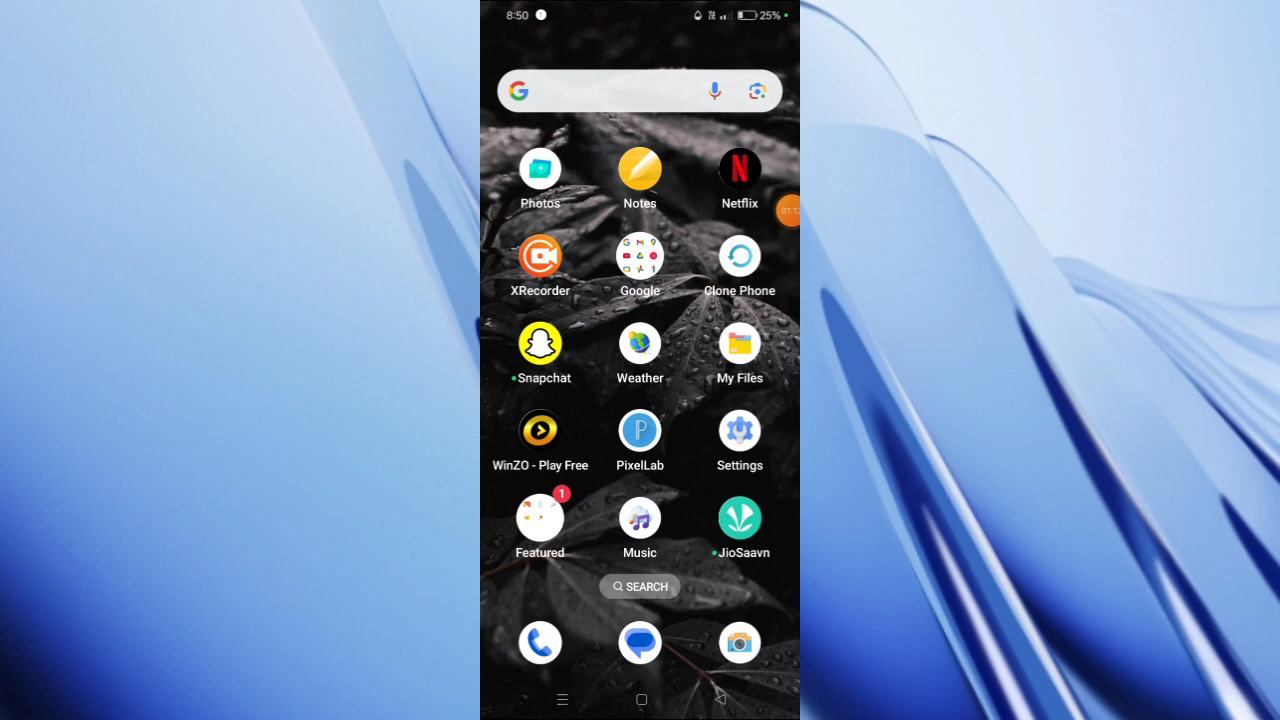 8:50
25%
Photos
Notes
Netflix
XRecorder
Google
Clone Phone
Snapchat
Weather
My Files
WinZO - Play Free
PixelLab
Settings
1
Featured
Music
JioSaavn
SEARCH